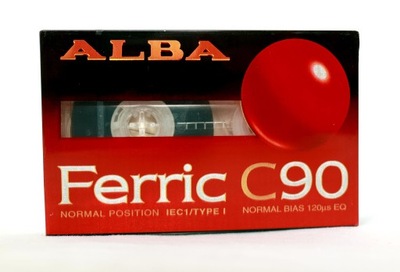 ALBA
Ferric C90
NORMAL POSITION IEC1/TYPE I NORMAL BIAS 120µs EQ